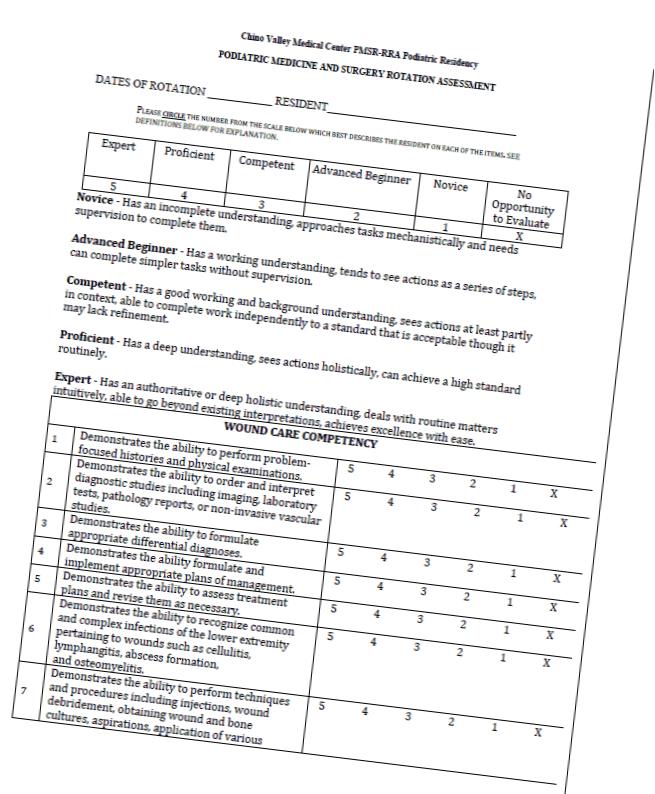 Chino Valley Medical Center PMSR-RRA Podiatric Residency
PODIATRIC MEDICINE AND SURGERY ROTATION ASSESSMENT
DATES OF ROTATION ____________ RESIDENT____________________________________
PLEASE CIRCLE THE NUMBER FROM THE SCALE BELOW WHICH BEST DESCRIBES THE RESIDENT ON EACH OF THE ITEMS. SEE
DEFINITIONS BELOW FOR EXPLANATION.
Expert Proficient Competent Advanced Beginner Novice No
Opportunity
to Evaluate
5 4 3 2 1 X
Novice - Has an incomplete understanding, approaches tasks mechanistically and needs
supervision to complete them.
Advanced Beginner - Has a working understanding, tends to see actions as a series of steps,
can complete simpler tasks without supervision.
Competent - Has a good working and background understanding, sees actions at least partly
in context, able to complete work independently to a standard that is acceptable though it
may lack refinement.
Proficient - Has a deep understanding, sees actions holistically, can achieve a high standard
routinely.
Expert - Has an authoritative or deep holistic understanding, deals with routine matters
intuitively, able to go beyond existing interpretations, achieves excellence with ease.
WOUND CARE COMPETENCY
1 Demonstrates the ability to perform problem-
focused histories and physical examinations. 5 4 3 2 1 X
2 Demonstrates the ability to order and interpret
diagnostic studies including imaging, laboratory
tests, pathology reports, or non-invasive vascular
studies. 5 4 3 2 1 X
3 Demonstrates the ability to formulate
appropriate differential diagnoses. 5 4 3 2 1 X
4 Demonstrates the ability formulate and
implement appropriate plans of management. 5 4 3 2 1 X
5 Demonstrates the ability to assess treatment
plans and revise them as necessary. 5 4 3 2 1 X
6 Demonstrates the ability to recognize common
and complex infections of the lower extremity
pertaining to wounds such as cellulitis,
lymphangitis, abscess formation,
and osteomyelitis. 5 4 3 2 1 X
7 Demonstrates the ability to perform techniques
and procedures including injections, wound
debridement, obtaining wound and bone
cultures, aspirations, application of various 5 4 3 2 1 X